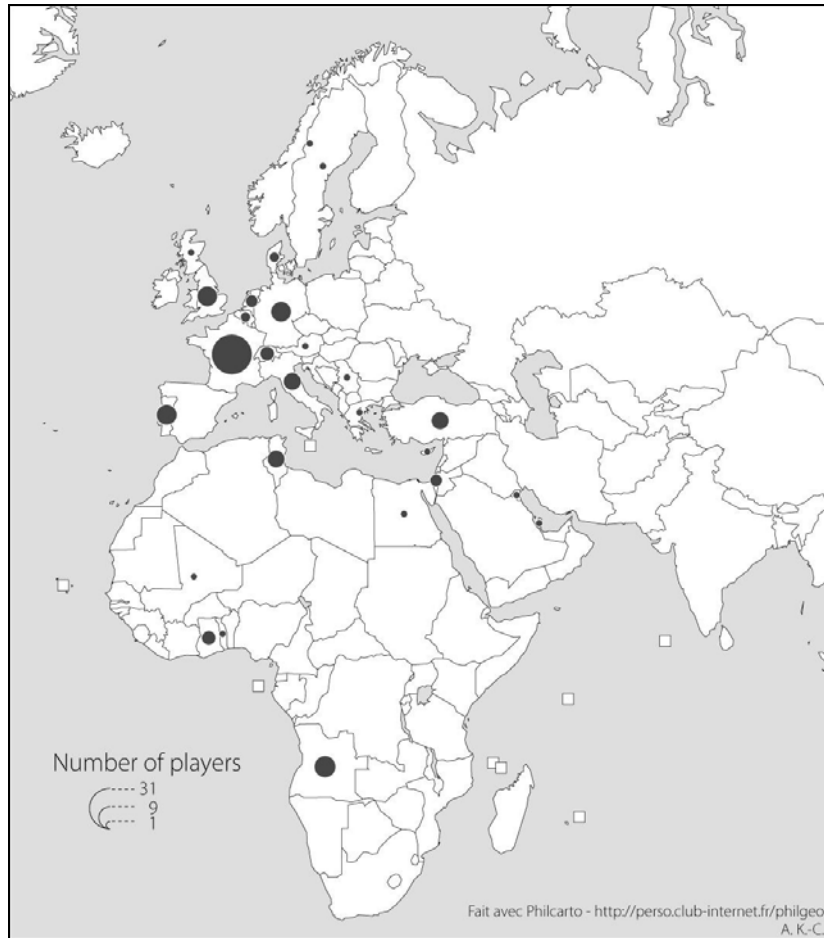 Number of players
31
9
1
Fait avec Philcarto - http://perso.club-internet.fr/philgeo
A. K.-C.